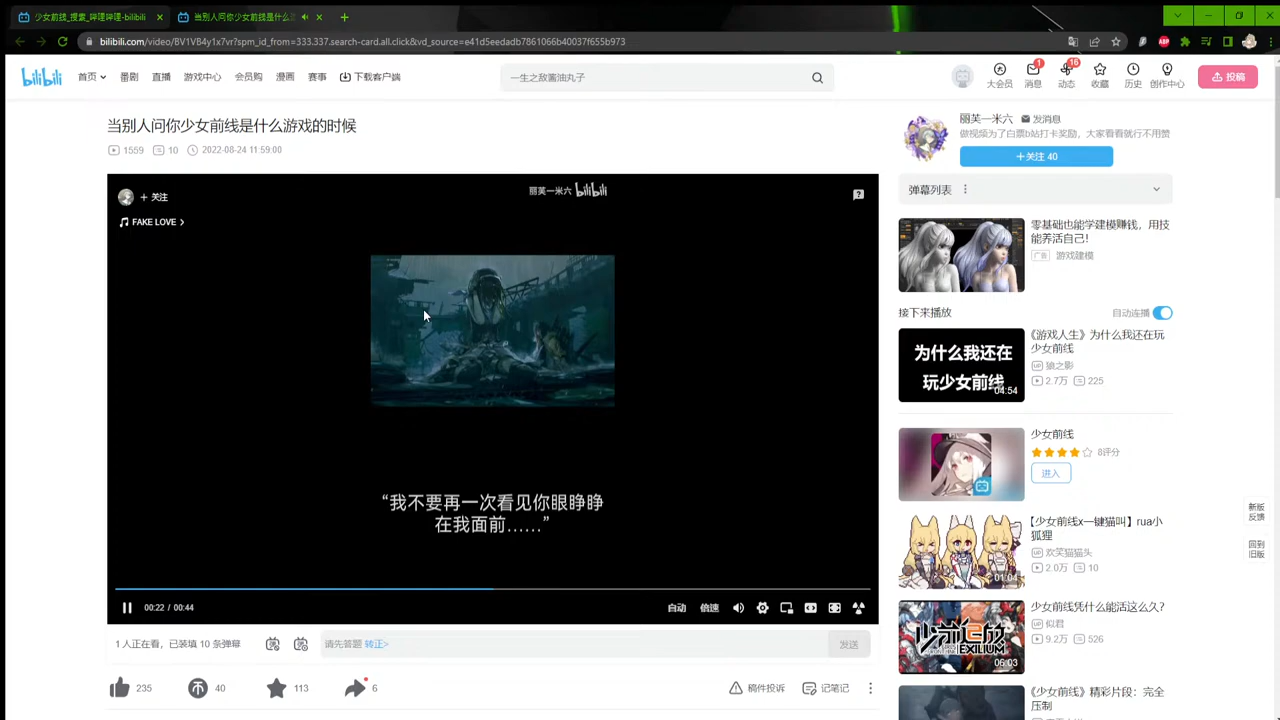 少女前线_搜索_哔哩哔哩-bilibili
当别人问你少女前线是什么游
bilibili.com/video/BV1VB4y1x7vr?spm_id_from=333.337.search-card.all.click&vd_source=e41d5eedadb7861066b40037f655b973
bilibili
首页
番剧
直播
游戏中心
会员购
漫画
赛事
下载客户端
一生之敌酱油丸子
大会员
1
消息
16
动态
收藏
历史
创作中心
投稿
当别人问你少女前线是什么游戏的时候
1559
10
2022-08-24 11:59:00
丽芙一米六
发消息
做视频为了白票b站打卡奖励，大家看看就行不用赞
+关注 40
弹幕列表
+ 关注
丽芙一米六 bilibili
FAKE LOVE
“我不要再一次看见你眼睁睁
在我面前……”
00:22 / 00:44
自动
倍速
1人正在看，已装填 10 条弹幕
请先答题 转正>
发送
235
40
113
6
稿件投诉
记笔记
零基础也能学建模赚钱，用技
能养活自己！
广告
游戏建模
接下来播放
自动连播
为什么我还在
玩少女前线
04:54
《游戏人生》为什么我还在玩
少女前线
UP 狼之影
2.7万
225
少女前线
8评分
进入
【少女前线x一键猫叫】rua小
狐狸
UP 欢笑猫猫头
2.0万
10
01:04
少女前线凭什么能活这么久？
UP 似君
9.2万
526
EXILIUM
06:03
《少女前线》精彩片段：完全
压制
新版
反馈
回到
旧版